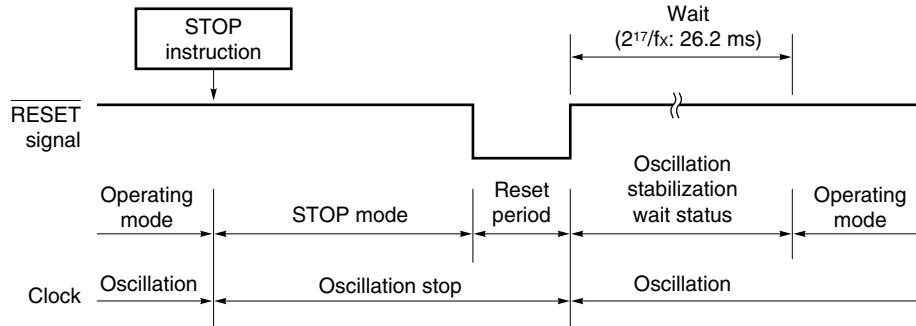 STOP
instruction
Wait
(2¹⁷/fx: 26.2 ms)
RESET
signal
Operating
mode
STOP mode
Reset
period
Oscillation
stabilization
wait status
Operating
mode
Clock
Oscillation
Oscillation stop
Oscillation